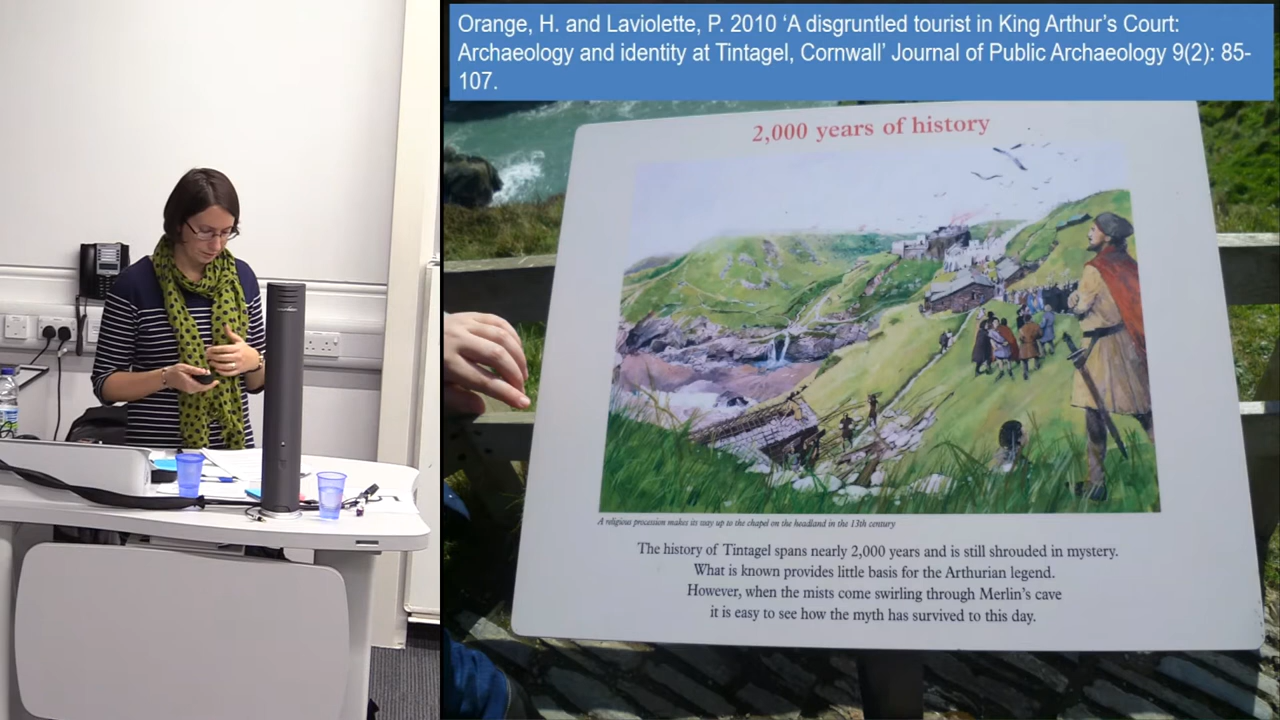 Orange, H. and Laviolette, P. 2010 ‘A disgruntled tourist in King Arthur’s Court:
Archaeology and identity at Tintagel, Cornwall’ Journal of Public Archaeology 9(2): 85-
107.
2,000 years of history
A religious procession makes its way up to the chapel on the headland in the 13th century
The history of Tintagel spans nearly 2,000 years and is still shrouded in mystery.
What is known provides little basis for the Arthurian legend.
However, when the mists come swirling through Merlin’s cave
it is easy to see how the myth has survived to this day.